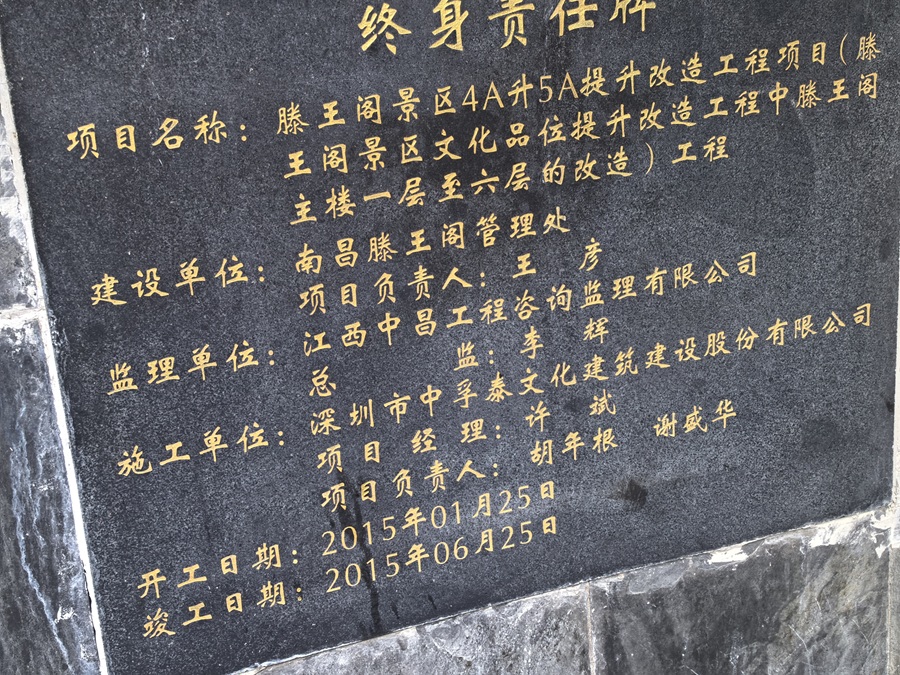 终身责任牌
项目名称：滕王阁景区4A升5A提升改造工程项目（滕
王阁景区文化品位提升改造工程中滕王阁
主楼一层至六层的改造）工程
建设单位：南昌滕王阁管理处
项目负责人：王 彦
监理单位：江西中昌工程咨询监理有限公司
总 监：李 辉
施工单位：深圳市中孚泰文化建筑建设股份有限公司
项目经理：许 斌
项目负责人：胡年根 谢盛华
开工日期：2015年01月25日
竣工日期：2015年06月25日